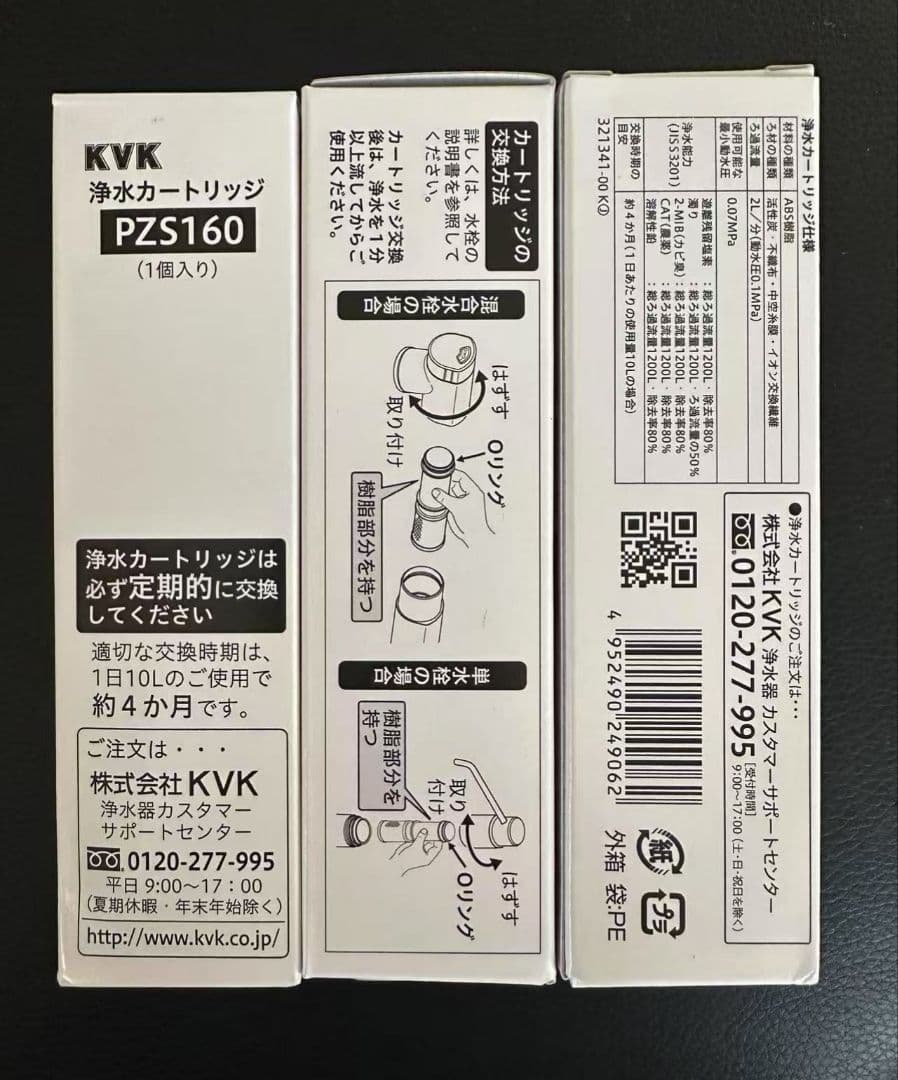 KVK
浄水カートリッジ
PZS160
(1個入り)
浄水カートリッジは
必ず定期的に交換
してください
適切な交換時期は、
1日10Lのご使用で
約4か月です。
ご注文は・・・
株式会社KVK
浄水器カスタマー
サポートセンター
0120-277-995
平日 9:00〜17:00
(夏期休暇・年末年始除く)
http://www.kvk.co.jp/
カートリッジの
交換方法
詳しくは、水栓の
説明書を参照して
ください。
カートリッジ交換
後は、浄水を1分
以上流してからご
使用ください。
混合水栓の場合
はずす
取り付け
Oリング
樹脂部分を持つ
単水栓の場合
樹脂部分を
持つ
取り
付け
はずす
Oリング
浄水カートリッジ仕様
材料の種類 ABS樹脂
ろ材の種類 活性炭・不織布・中空糸膜・イオン交換繊維
ろ過流量 2L/分(動水圧0.1MPa)
使用可能な
最小動水圧 0.07MPa
浄水能力
(JISS3201)
遊離残留塩素 :総ろ過流量1200L・除去率80%
濁り :総ろ過流量1200L・ろ過流量の50%
2-MIB(カビ臭):総ろ過流量1200L・除去率80%
CAT(農薬) :総ろ過流量1200L・除去率80%
溶解性鉛 :総ろ過流量1200L・除去率80%
交換時期の
目安 約4か月(1日あたりの使用量10Lの場合)
321341-00 K①
●浄水カートリッジのご注文は…
株式会社KVK 浄水器 カスタマーサポートセンター
0120-277-995
[受付時間]
9:00〜17:00(土・日・祝日を除く)
4 952490 249062
紙
外箱
プラ
袋:PE